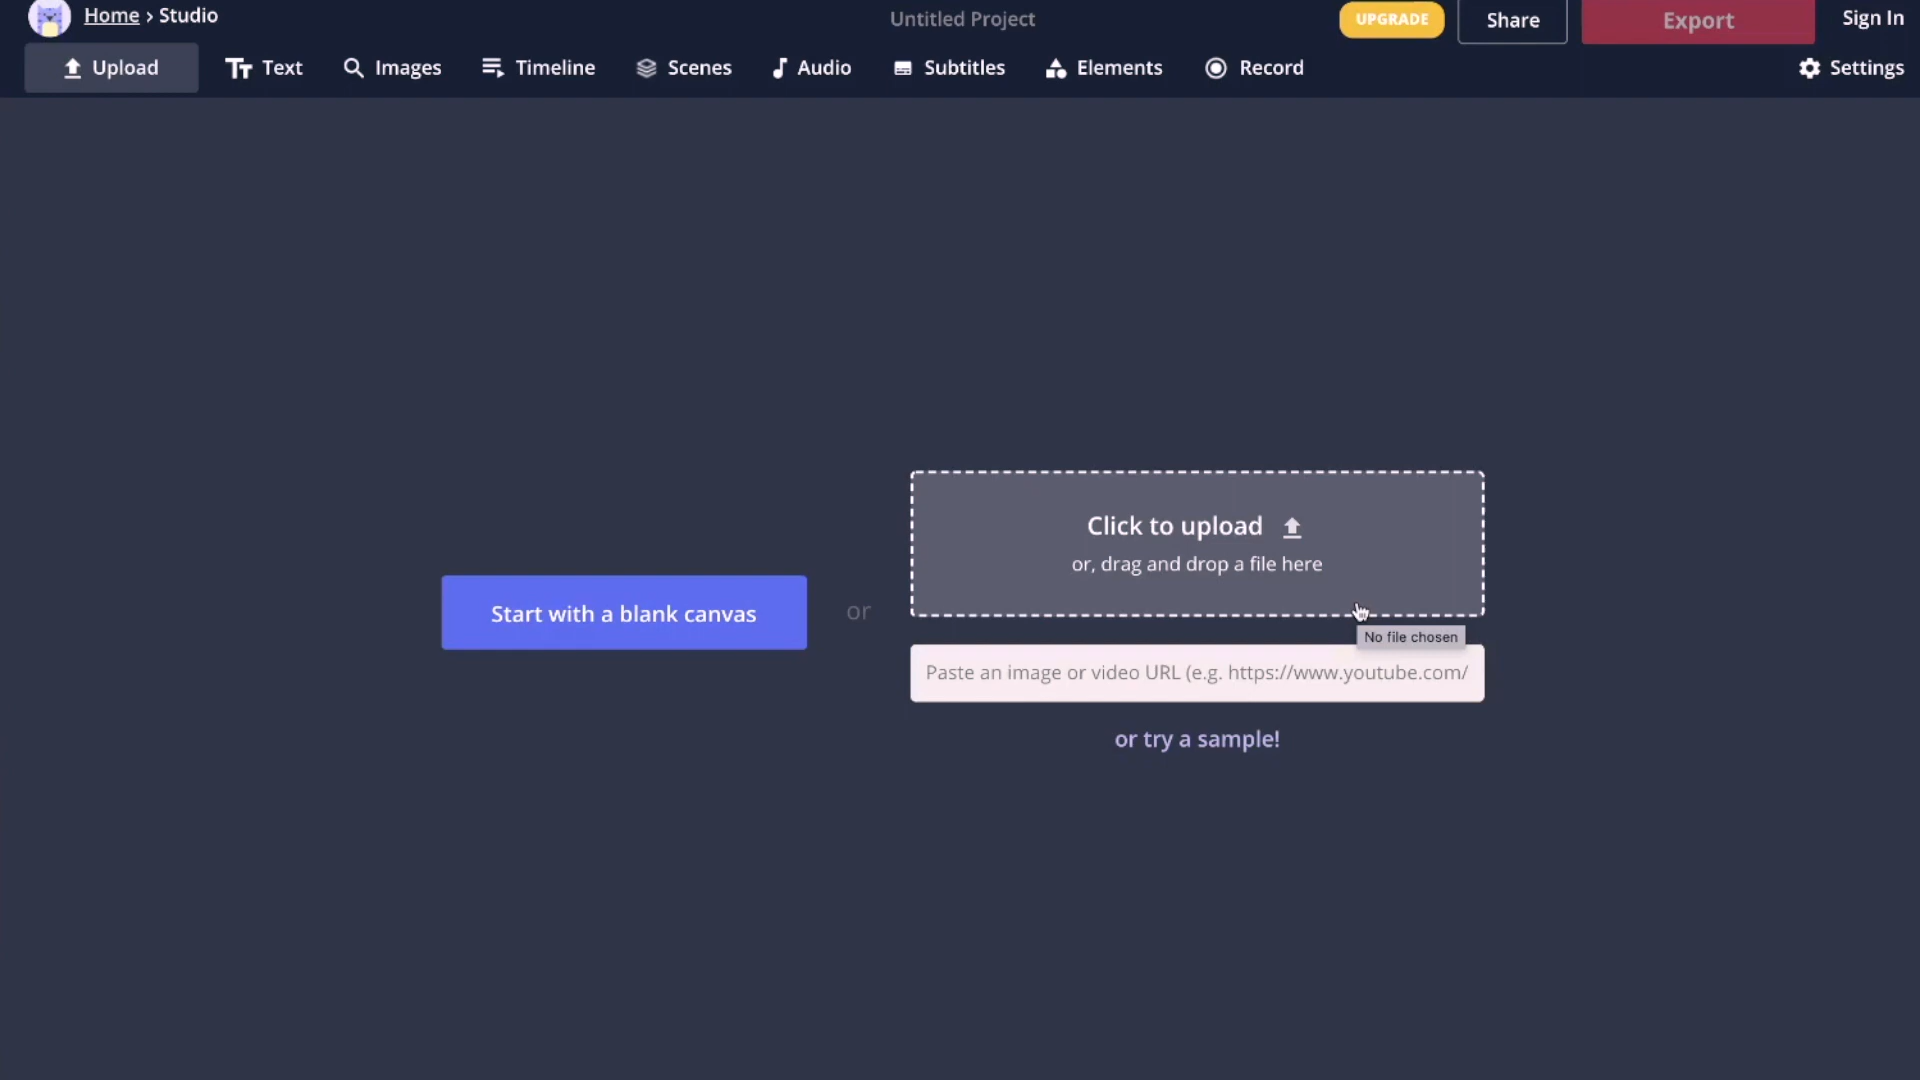 Home › Studio
Untitled Project
UPGRADE
Share
Export
Sign In
Upload
Text
Images
Timeline
Scenes
Audio
Subtitles
Elements
Record
Settings
Click to upload
or, drag and drop a file here
Start with a blank canvas
or
No file chosen
Paste an image or video URL (e.g. https://www.youtube.com/
or try a sample!